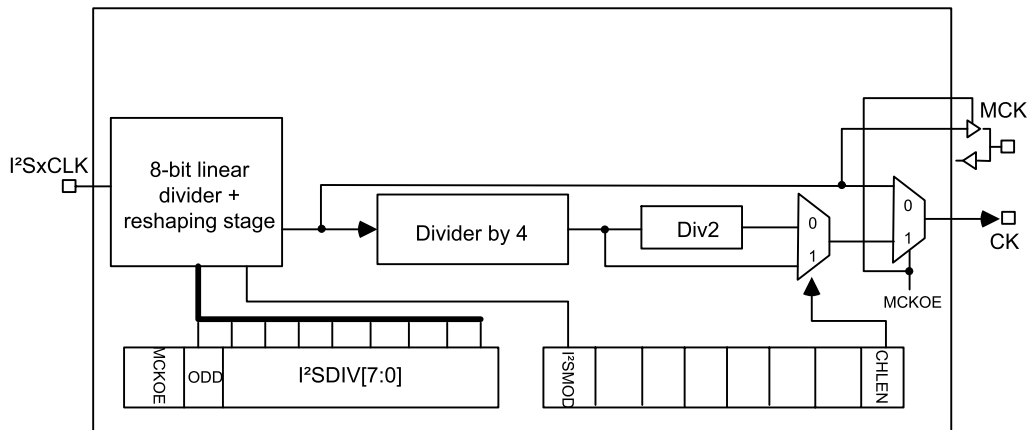 MCK
I²SxCLK
8-bit linear
divider +
reshaping stage
0
0
Divider by 4
Div2
1
1
CK
MCKOE
MCKOE
ODD
I²SDIV[7:0]
I²SMOD
CHLEN